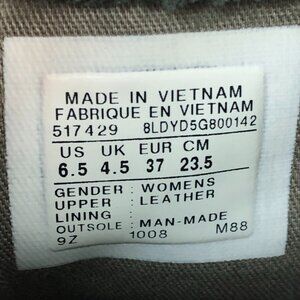 MADE IN VIETNAM
FABRIQUE EN VIETNAM
517429 8LDYD5G800142
US UK EUR CM
6.5 4.5 37 23.5
GENDER : WOMENS
UPPER : LEATHER
LINING :
OUTSOLE : MAN-MADE
9Z 1008 M88